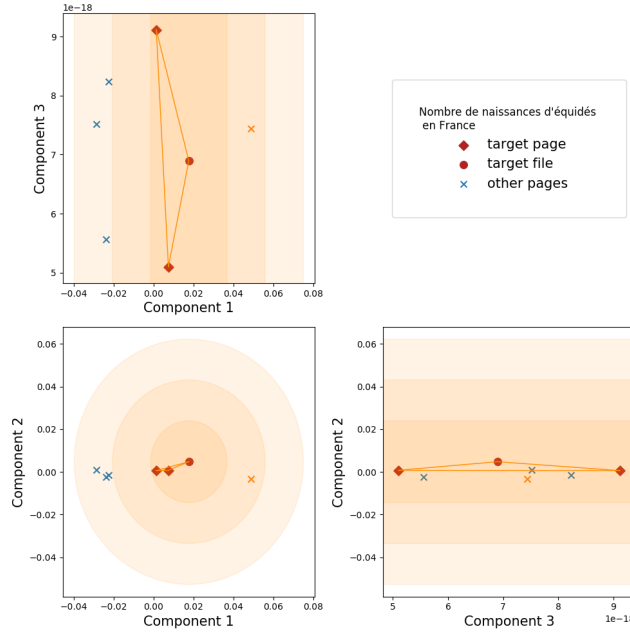 1e−18
9
8
7
6
5
Component 3
−0.04 −0.02 0.00 0.02 0.04 0.06 0.08
Component 1
Nombre de naissances d'équidés
en France
target page
target file
other pages
0.06
0.04
0.02
0.00
−0.02
−0.04
Component 2
−0.04 −0.02 0.00 0.02 0.04 0.06 0.08
Component 1
0.06
0.04
0.02
0.00
−0.02
−0.04
Component 2
5 6 7 8 9
1e−18
Component 3